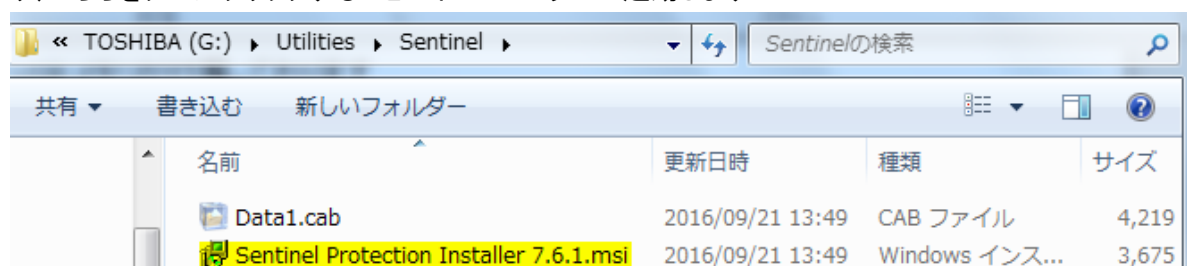 « TOSHIBA (G:) ▸ Utilities ▸ Sentinel ▸ Sentinelの検索
共有 ▼ 書き込む 新しいフォルダー
名前 更新日時 種類 サイズ
Data1.cab 2016/09/21 13:49 CAB ファイル 4,219
Sentinel Protection Installer 7.6.1.msi 2016/09/21 13:49 Windows インス... 3,675